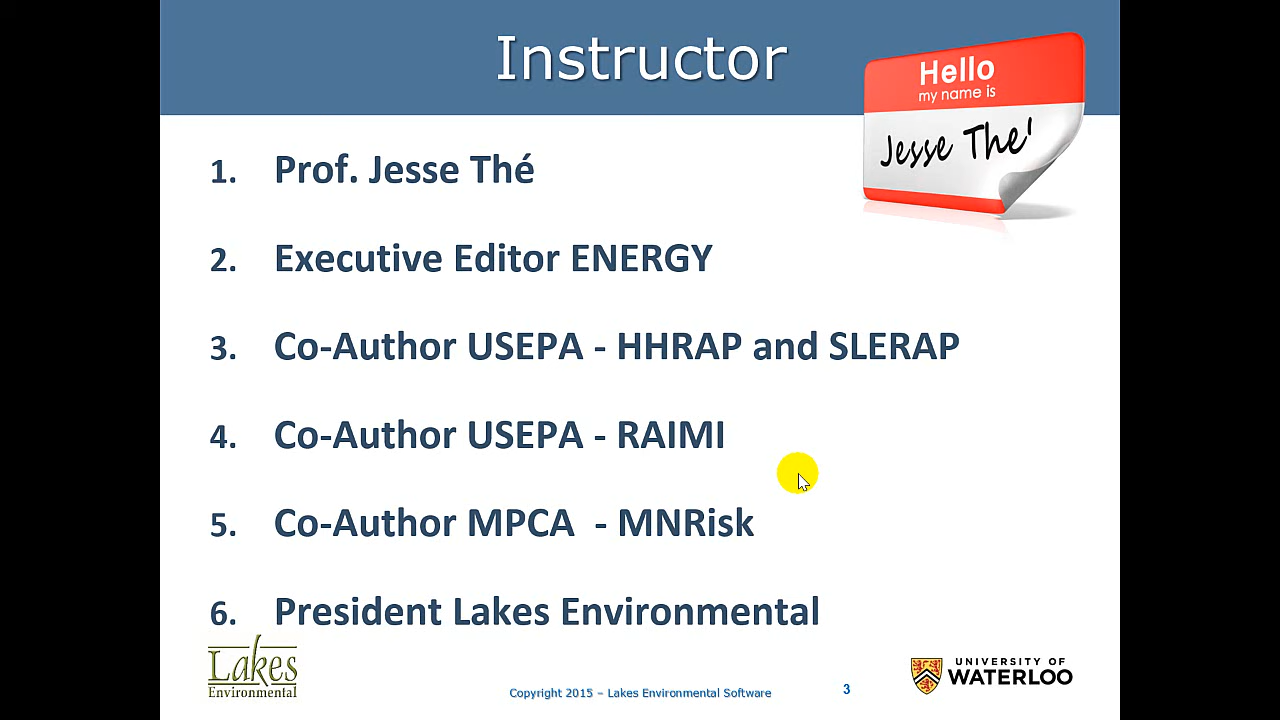 Instructor
Hello
my name is
Jesse The'
1. Prof. Jesse Thé
2. Executive Editor ENERGY
3. Co-Author USEPA - HHRAP and SLERAP
4. Co-Author USEPA - RAIMI
5. Co-Author MPCA - MNRisk
6. President Lakes Environmental
Lakes
Environmental
Copyright 2015 – Lakes Environmental Software
3
UNIVERSITY OF
WATERLOO